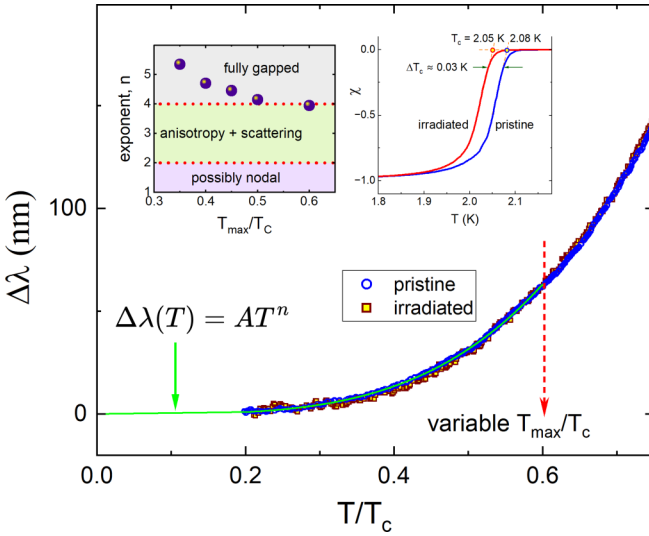 T_c = 2.05 K 2.08 K
ΔT_c ≈ 0.03 K
irradiated
pristine
χ
0.0
−0.5
−1.0
1.8 1.9 2.0 2.1
T (K)
fully gapped
anisotropy + scattering
possibly nodal
exponent, n
5
4
3
2
1
0.3 0.4 0.5 0.6
T_max/T_C
pristine
irradiated
Δλ(T) = AT^n
variable T_max/T_c
Δλ (nm)
100
0
0.0 0.2 0.4 0.6
T/T_c